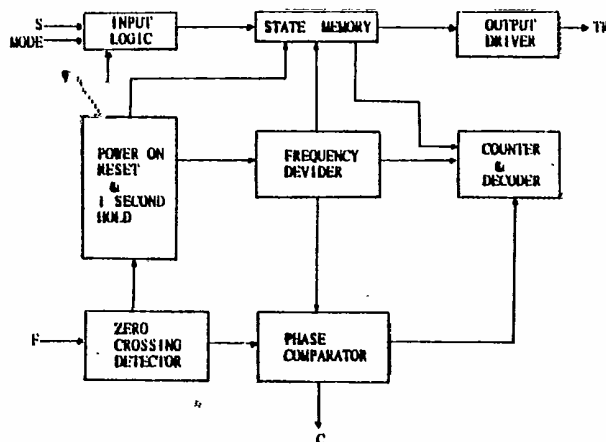 S
MODE
INPUT
LOGIC
STATE MEMORY
OUTPUT
DRIVER
POWER ON
RESET
&
1 SECOND
HOLD
FREQUENCY
DEVIDER
COUNTER
&
DECODER
F
ZERO
CROSSING
DETECTOR
PHASE
COMPARATOR
C